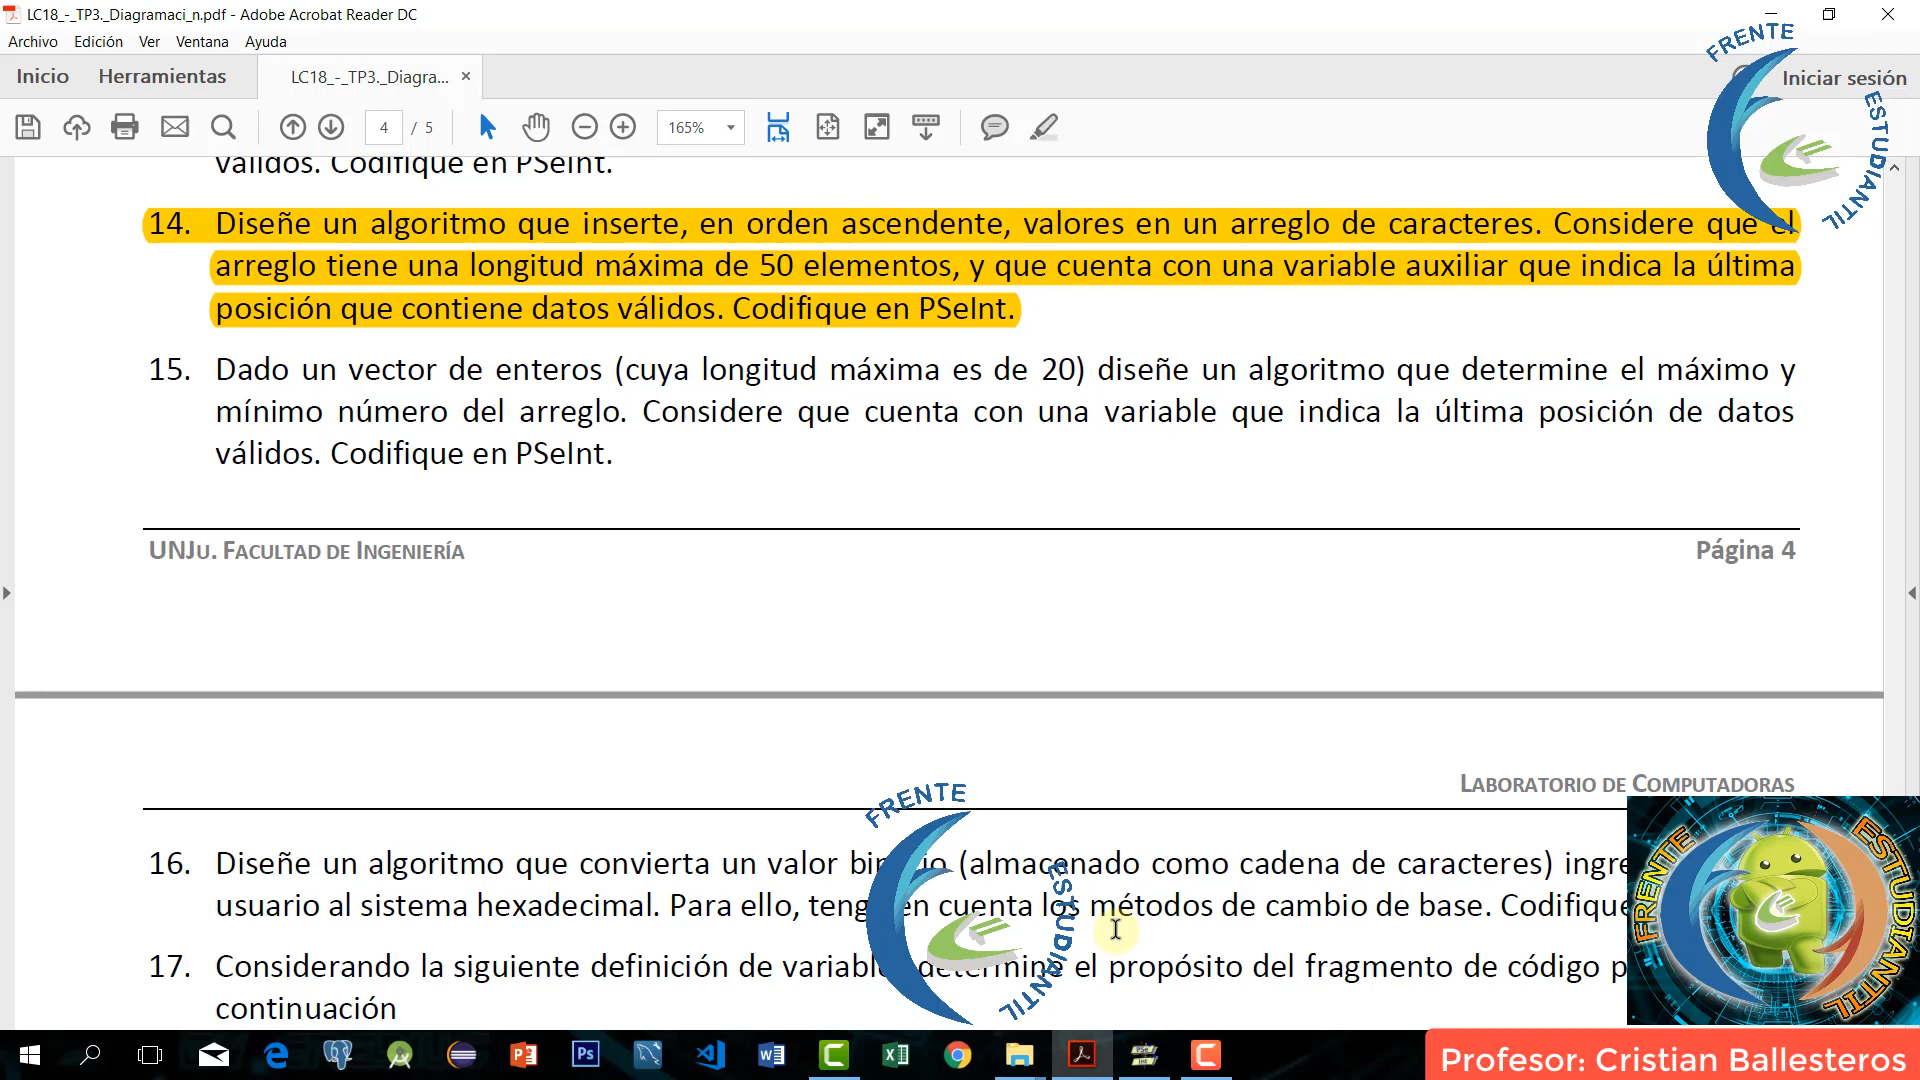 LC18_-_TP3._Diagramaci_n.pdf - Adobe Acrobat Reader DC
Archivo Edición Ver Ventana Ayuda
Inicio Herramientas LC18_-_TP3._Diagra... × Iniciar sesión
4 / 5 165%
válidos. Codifique en PSeInt.
14. Diseñe un algoritmo que inserte, en orden ascendente, valores en un arreglo de caracteres. Considere que el
arreglo tiene una longitud máxima de 50 elementos, y que cuenta con una variable auxiliar que indica la última
posición que contiene datos válidos. Codifique en PSeInt.
15. Dado un vector de enteros (cuya longitud máxima es de 20) diseñe un algoritmo que determine el máximo y
mínimo número del arreglo. Considere que cuenta con una variable que indica la última posición de datos
válidos. Codifique en PSeInt.
UNJu. FACULTAD DE INGENIERÍA Página 4
LABORATORIO DE COMPUTADORAS
16. Diseñe un algoritmo que convierta un valor (almacenado como cadena de caracteres)
usuario al sistema hexadecimal. Para ello, cuenta los métodos de cambio de base.
17. Considerando la siguiente definición de el propósito del fragmento de código
continuación
FRENTE ESTUDIANTIL
FRENTE ESTUDIANTIL
FRENTE ESTUDIANTIL
Profesor: Cristian Ballesteros